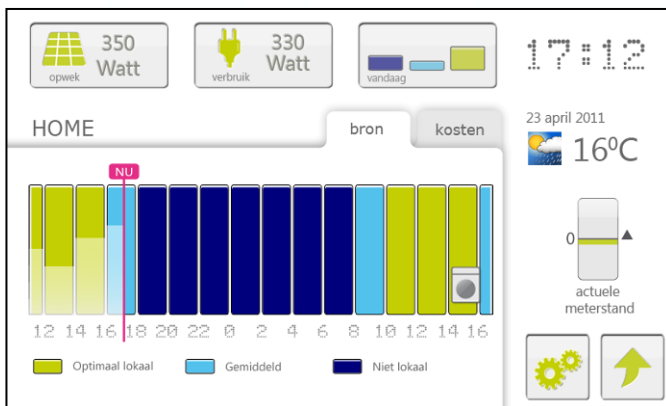 350
Watt
opwek
330
Watt
verbruik
vandaag
17:12
HOME
bron
kosten
23 april 2011
16⁰C
NU
0
actuele
meterstand
12 14 16 18 20 22 0 2 4 6 8 10 12 14 16
Optimaal lokaal
Gemiddeld
Niet lokaal